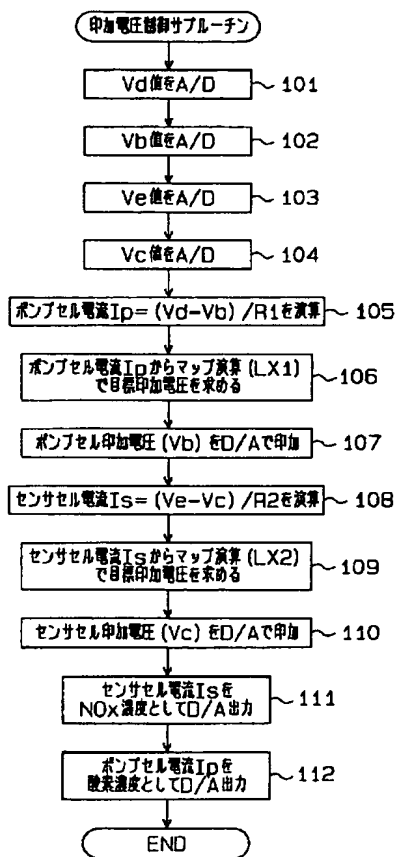 印加電圧制御サブルーチン
Vd値をA/D
101
Vb値をA/D
102
Ve値をA/D
103
Vc値をA/D
104
ポンプセル電流Ip=(Vd-Vb)/R1を演算
105
ポンプセル電流Ipからマップ演算(LX1)
で目標印加電圧を求める
106
ポンプセル印加電圧(Vb)をD/Aで印加
107
センサセル電流Is=(Ve-Vc)/R2を演算
108
センサセル電流Isからマップ演算(LX2)
で目標印加電圧を求める
109
センサセル印加電圧(Vc)をD/Aで印加
110
センサセル電流Isを
NOx濃度としてD/A出力
111
ポンプセル電流Ipを
酸素濃度としてD/A出力
112
END